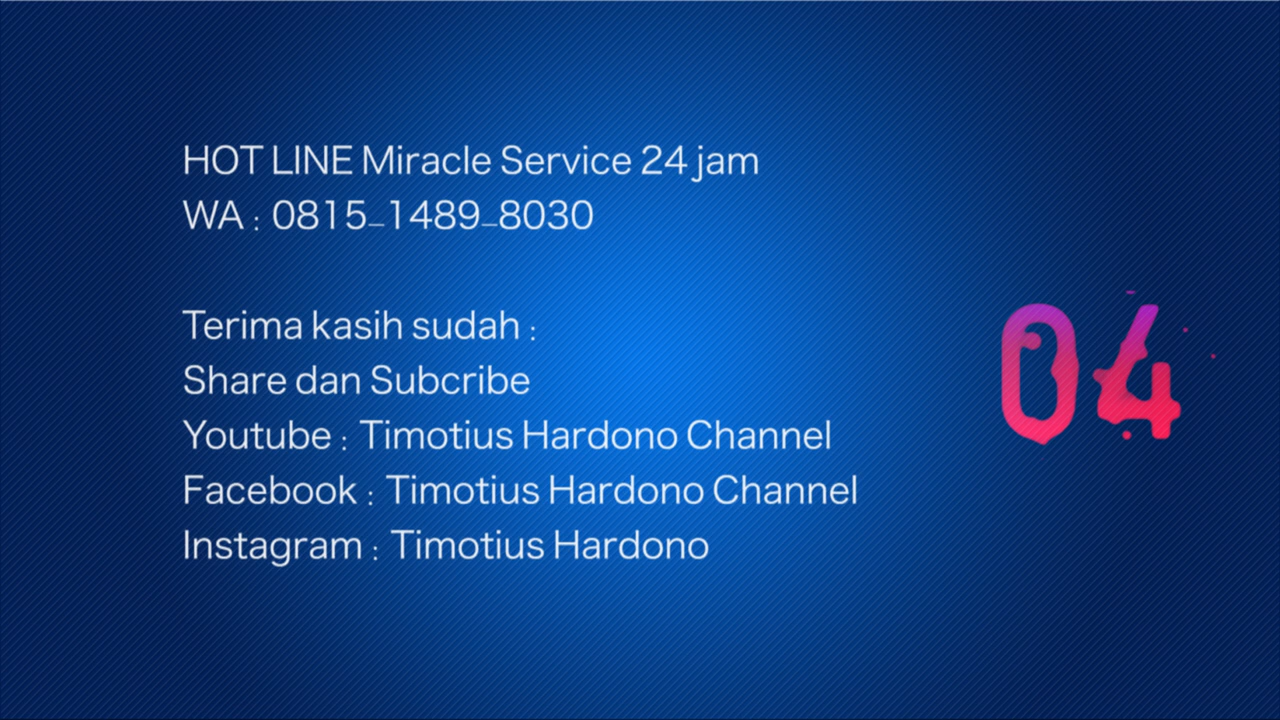 HOT LINE Miracle Service 24 jam
WA : 0815-1489-8030
Terima kasih sudah :
Share dan Subcribe
Youtube : Timotius Hardono Channel
Facebook : Timotius Hardono Channel
Instagram : Timotius Hardono
04